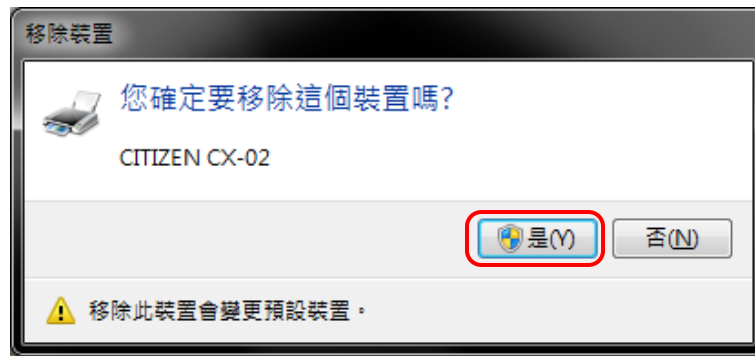 移除裝置
您確定要移除這個裝置嗎?
CITIZEN CX-02
是(Y)
否(N)
移除此裝置會變更預設裝置。